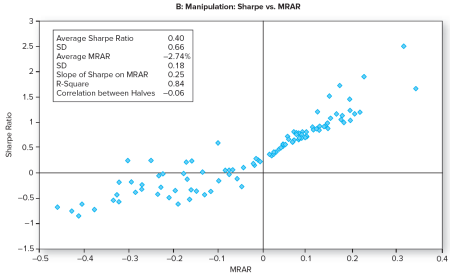 B: Manipulation: Sharpe vs. MRAR
Average Sharpe Ratio 0.40
SD 0.66
Average MRAR −2.74%
SD 0.18
Slope of Sharpe on MRAR 0.25
R-Square 0.84
Correlation between Halves −0.06
Sharpe Ratio
3
2.5
2
1.5
1
0.5
0
−0.5
−1
−1.5
−0.5 −0.4 −0.3 −0.2 −0.1 0 0.1 0.2 0.3 0.4
MRAR